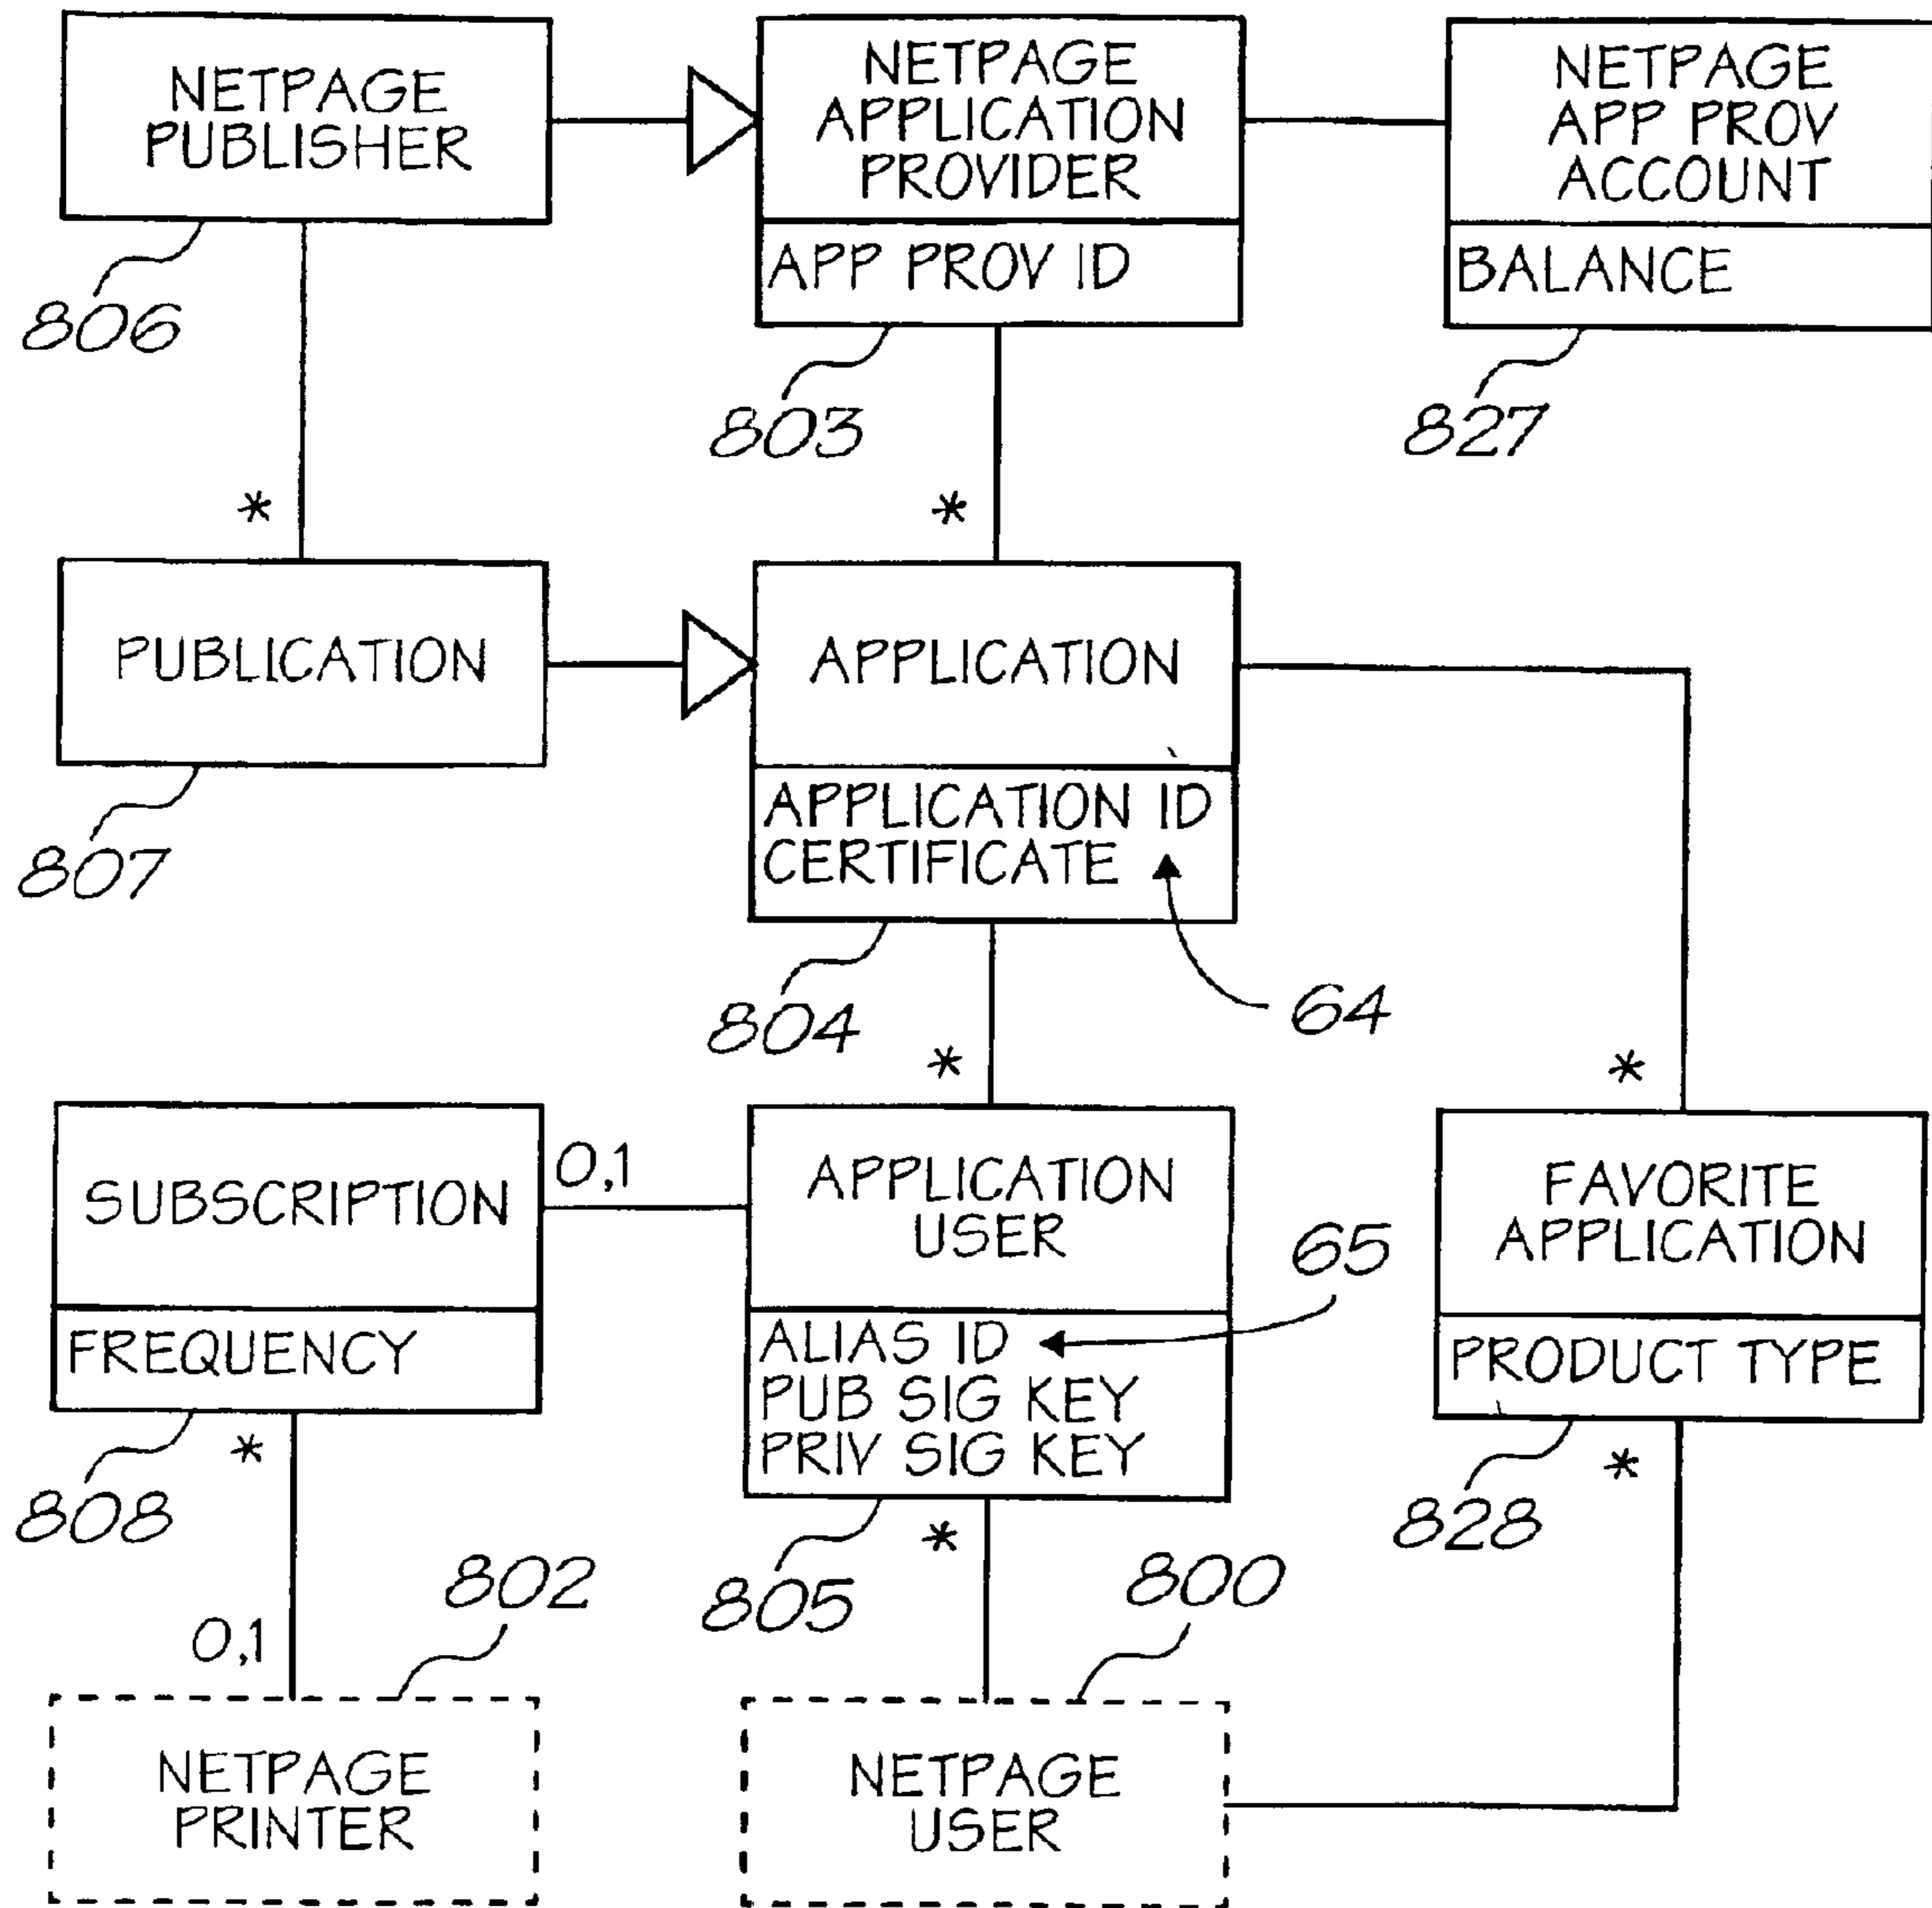 NETPAGE
PUBLISHER
806
NETPAGE
APPLICATION
PROVIDER
APP PROV ID
803
NETPAGE
APP PROV
ACCOUNT
BALANCE
827
*
*
PUBLICATION
807
APPLICATION
APPLICATION ID
CERTIFICATE
804
64
*
*
SUBSCRIPTION
FREQUENCY
808
0,1
APPLICATION
USER
ALIAS ID
PUB SIG KEY
PRIV SIG KEY
805
65
FAVORITE
APPLICATION
PRODUCT TYPE
828
*
*
*
802
800
0,1
NETPAGE
PRINTER
NETPAGE
USER